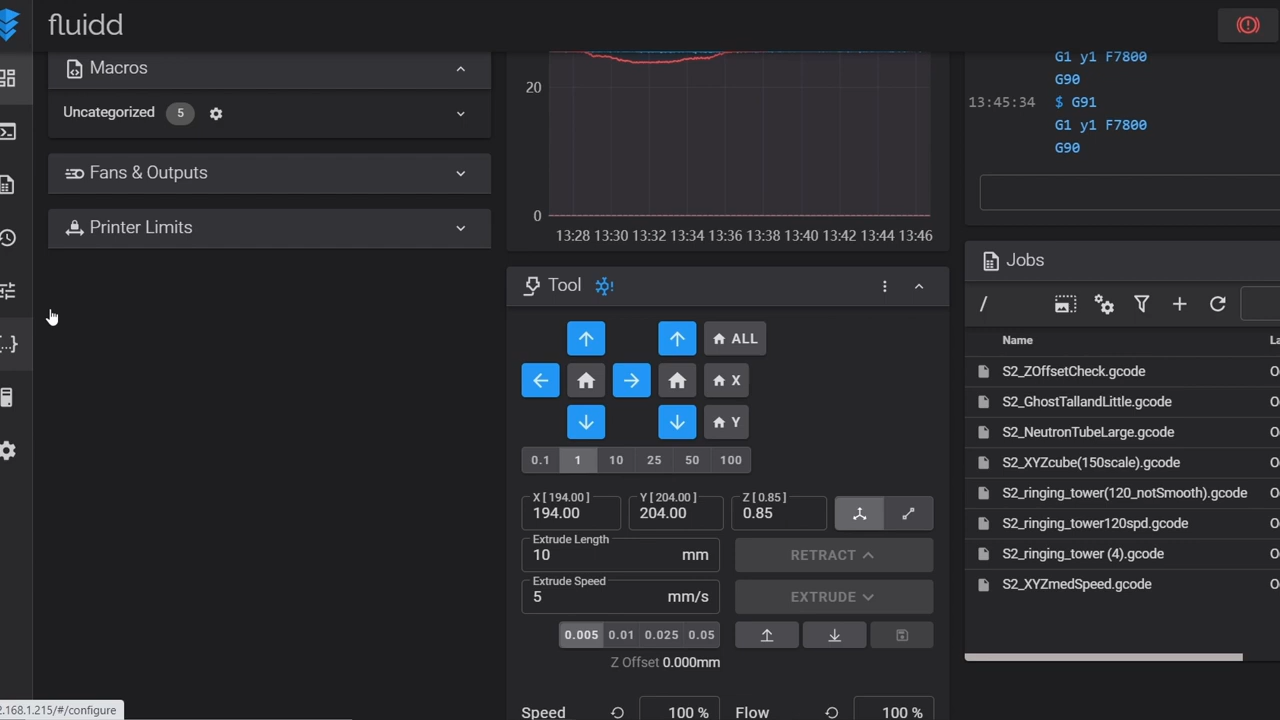 fluidd
Macros
Uncategorized 5
Fans & Outputs
Printer Limits
20
0
13:28 13:30 13:32 13:34 13:36 13:38 13:40 13:42 13:44 13:46
Tool
ALL
X
Y
0.1 1 10 25 50 100
X [ 194.00 ] Y [ 204.00 ] Z [ 0.85 ]
194.00 204.00 0.85
Extrude Length
10 mm RETRACT
Extrude Speed
5 mm/s EXTRUDE
0.005 0.01 0.025 0.05
Z Offset 0.000mm
Speed 100 % Flow 100 %
G1 y1 F7800
G90
13:45:34 $ G91
G1 y1 F7800
G90
Jobs
/
Name
S2_ZOffsetCheck.gcode
S2_GhostTallandLittle.gcode
S2_NeutronTubeLarge.gcode
S2_XYZcube(150scale).gcode
S2_ringing_tower(120_notSmooth).gcode
S2_ringing_tower120spd.gcode
S2_ringing_tower (4).gcode
S2_XYZmedSpeed.gcode
{...}
2.168.1.215/#/configure